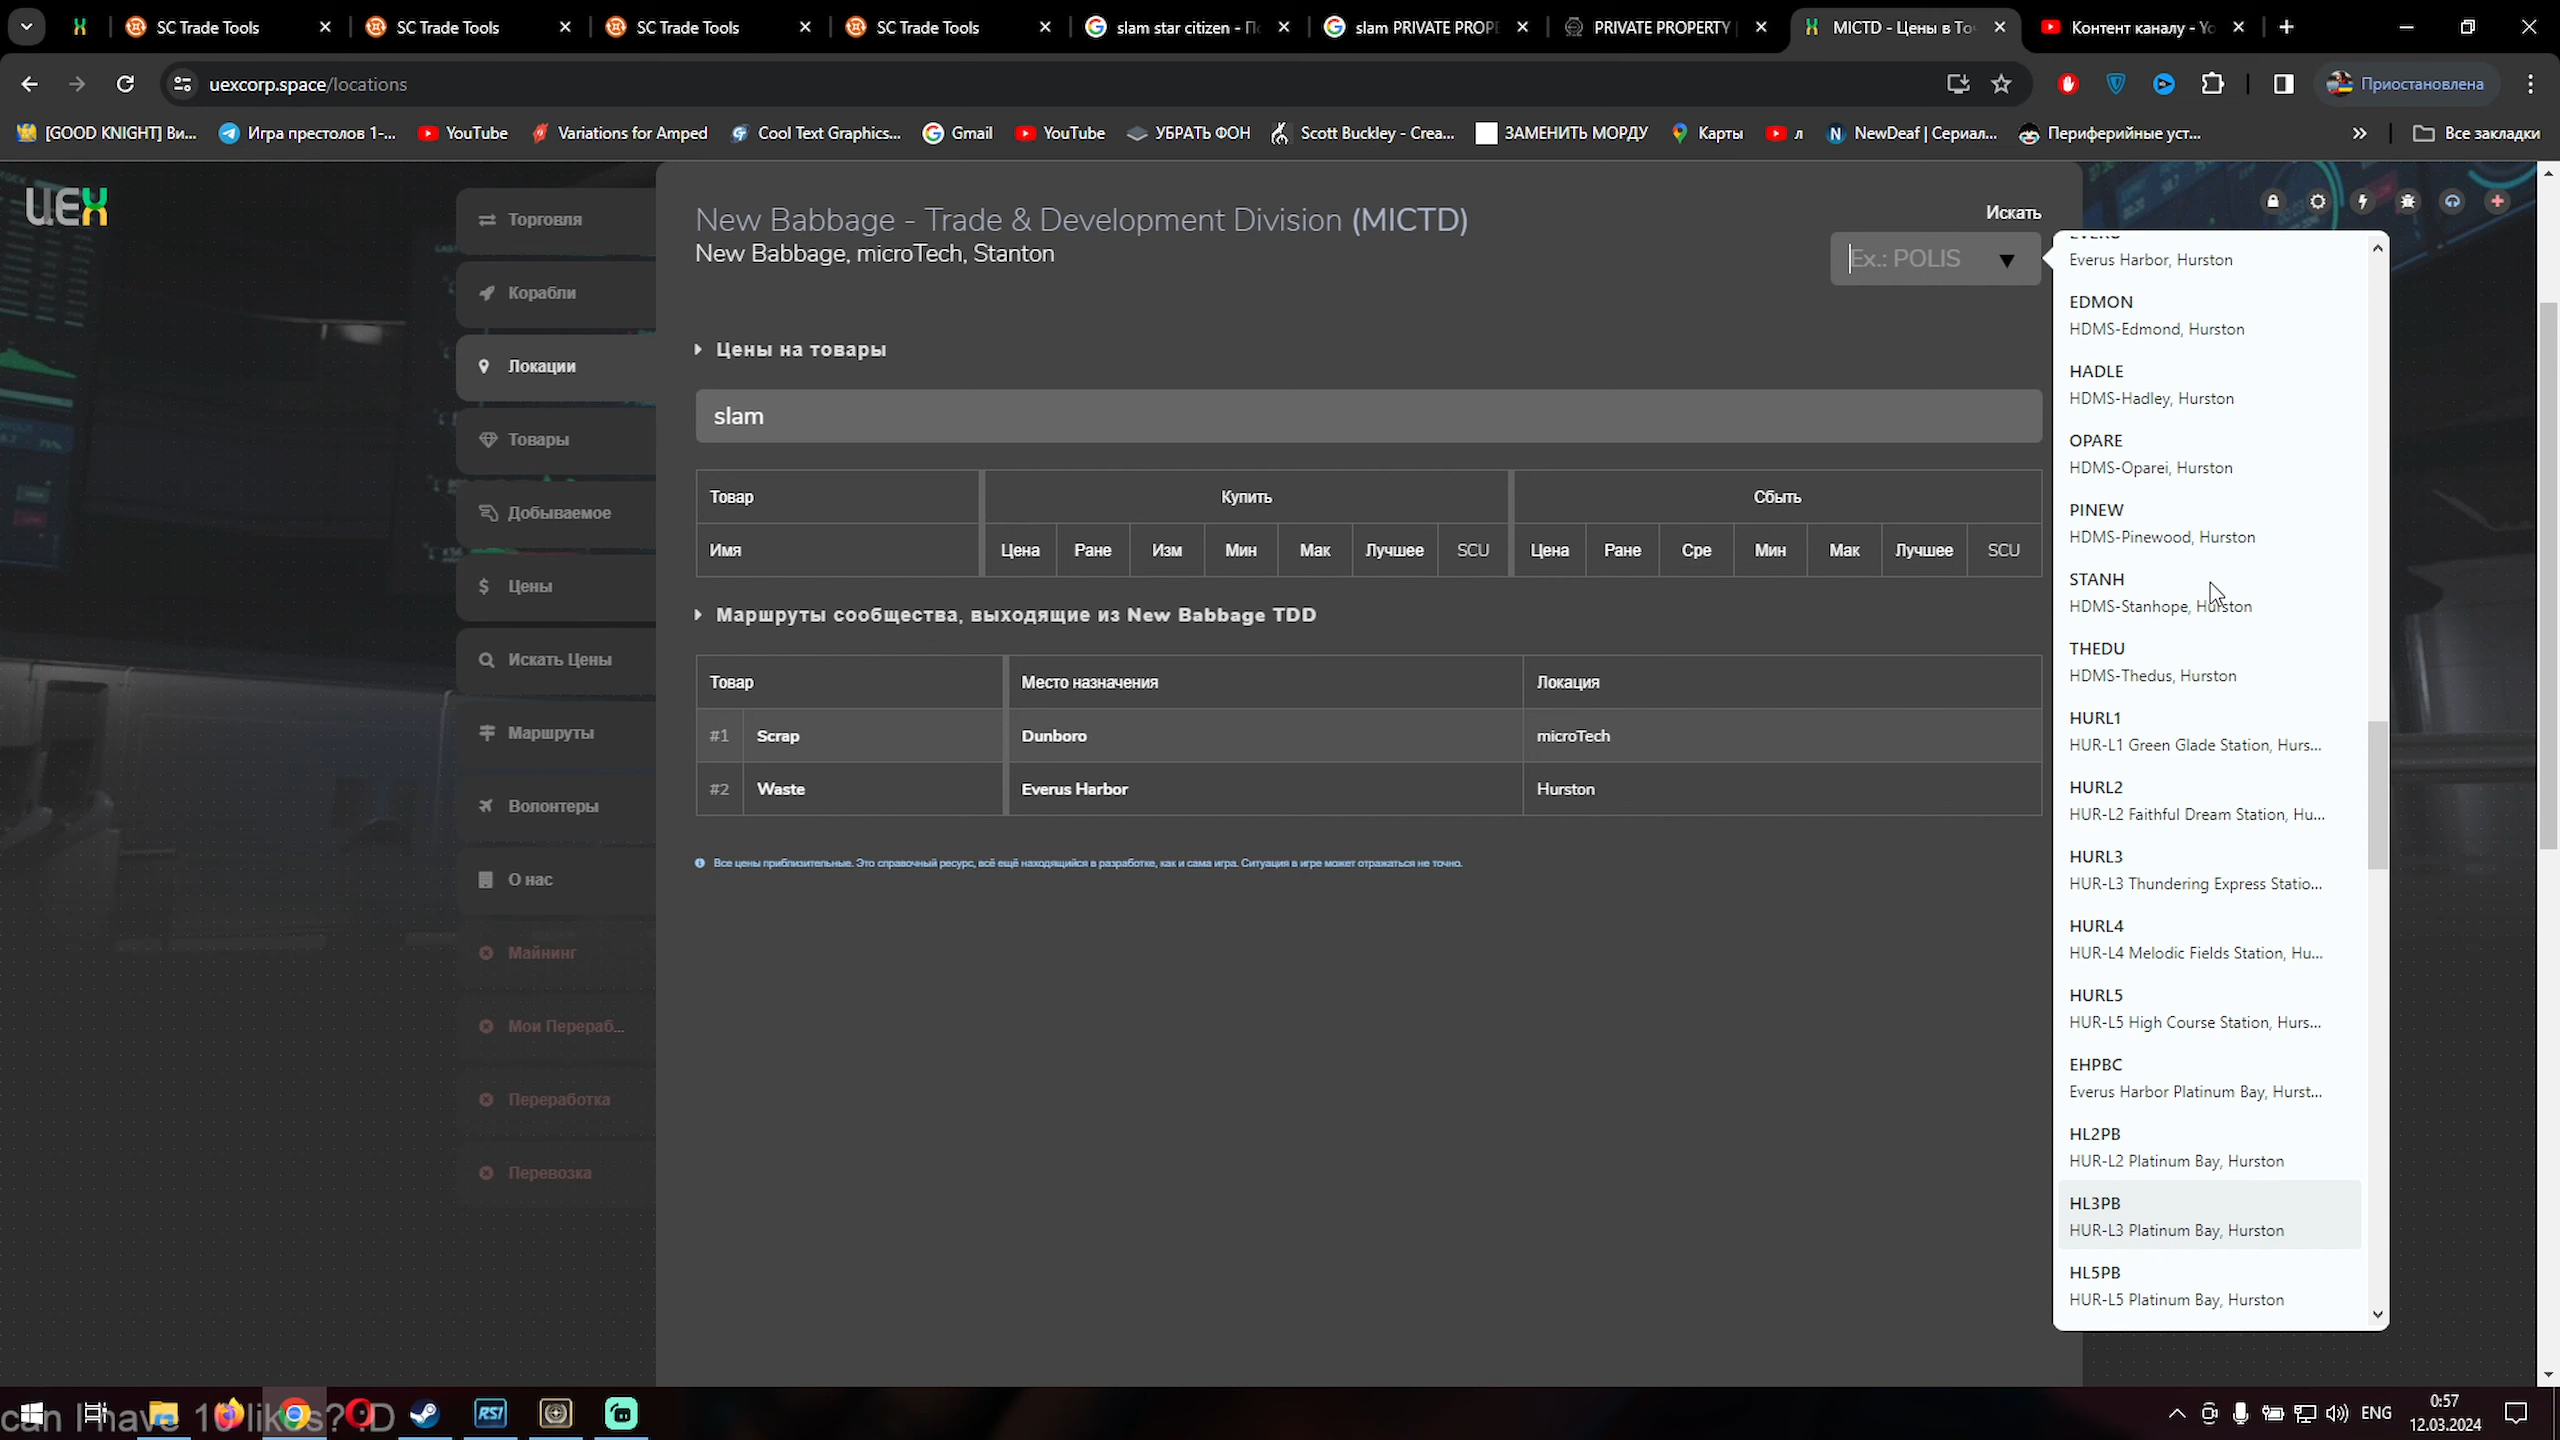 SC Trade Tools
SC Trade Tools
SC Trade Tools
SC Trade Tools
slam star citizen - По
slam PRIVATE PROPE
PRIVATE PROPERTY |
MICTD - Цены в То
Контент каналу - Yo
uexcorp.space/locations
Приостановлена
[GOOD KNIGHT] Ви...
Игра престолов 1-...
YouTube
Variations for Amped
Cool Text Graphics...
Gmail
YouTube
УБРАТЬ ФОН
Scott Buckley - Crea...
ЗАМЕНИТЬ МОРДУ
Карты
л
NewDeaf | Сериал...
Периферийные уст...
Все закладки
UEX
Торговля
Корабли
Локации
Товары
Добываемое
Цены
Искать Цены
Маршруты
Волонтеры
О нас
Майнинг
Мои Перераб...
Переработка
Перевозка
New Babbage - Trade & Development Division (MICTD)
New Babbage, microTech, Stanton
Искать
Ex.: POLIS
Цены на товары
slam
Товар Купить Сбыть
Имя Цена Ране Изм Мин Мак Лучшее SCU Цена Ране Сре Мин Мак Лучшее SCU
Маршруты сообщества, выходящие из New Babbage TDD
Товар Место назначения Локация
#1 Scrap Dunboro microTech
#2 Waste Everus Harbor Hurston
Все цены приблизительные. Это справочный ресурс, всё ещё находящийся в разработке, как и сама игра. Ситуация в игре может отражаться не точно.
Everus Harbor, Hurston
EDMON
HDMS-Edmond, Hurston
HADLE
HDMS-Hadley, Hurston
OPARE
HDMS-Oparei, Hurston
PINEW
HDMS-Pinewood, Hurston
STANH
HDMS-Stanhope, Hurston
THEDU
HDMS-Thedus, Hurston
HURL1
HUR-L1 Green Glade Station, Hurs...
HURL2
HUR-L2 Faithful Dream Station, Hu...
HURL3
HUR-L3 Thundering Express Statio...
HURL4
HUR-L4 Melodic Fields Station, Hu...
HURL5
HUR-L5 High Course Station, Hurs...
EHPBC
Everus Harbor Platinum Bay, Hurst...
HL2PB
HUR-L2 Platinum Bay, Hurston
HL3PB
HUR-L3 Platinum Bay, Hurston
HL5PB
HUR-L5 Platinum Bay, Hurston
can I have 10 likes? :D
RSI
ENG
0:57
12.03.2024